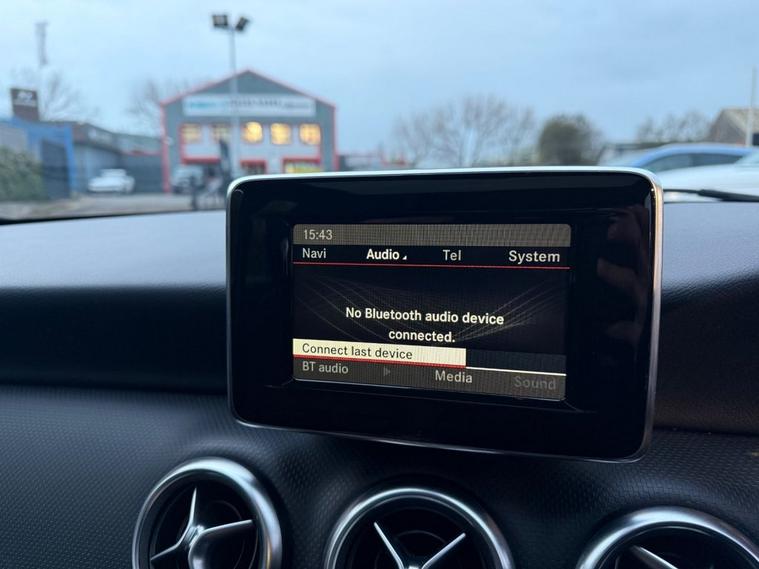 15:43
Navi Audio Tel System
No Bluetooth audio device
connected.
Connect last device
BT audio Media Sound